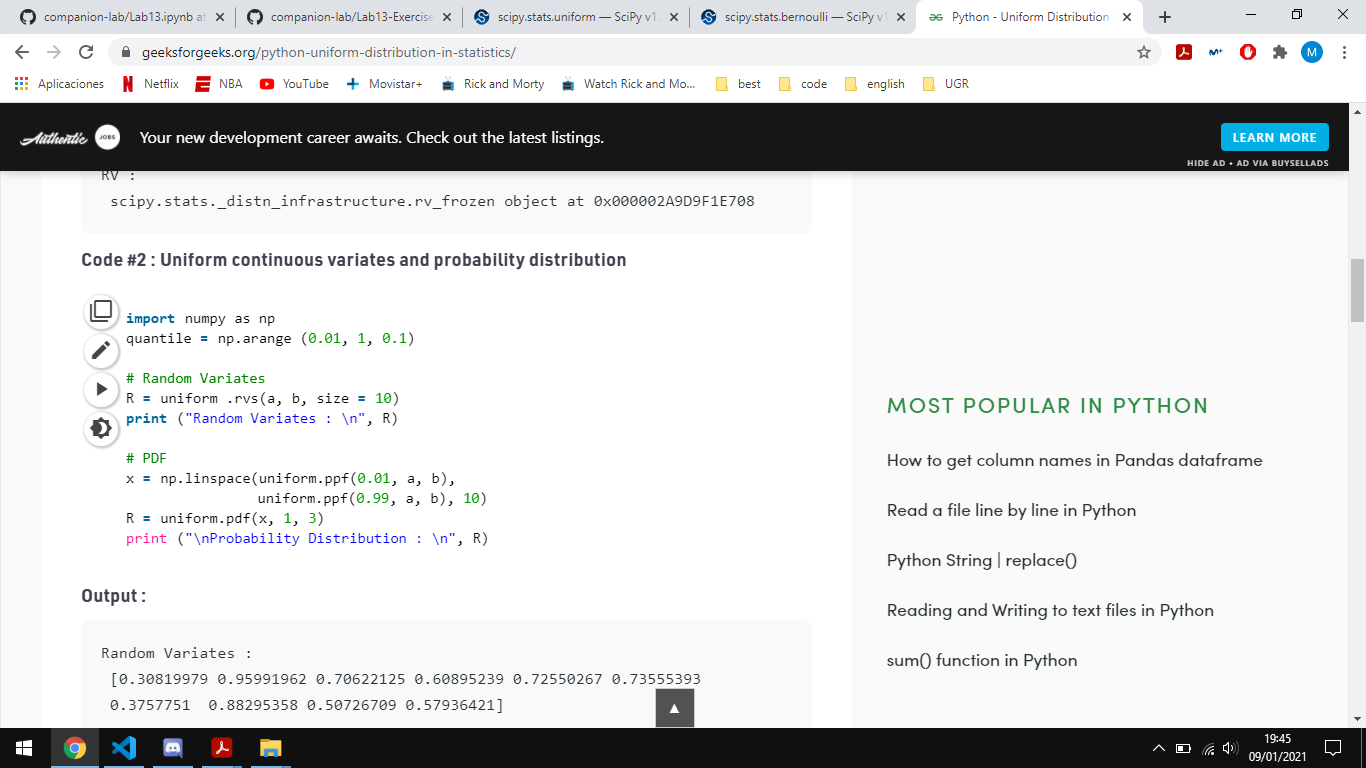 companion-lab/Lab13.ipynb at
companion-lab/Lab13-Exercise
scipy.stats.uniform — SciPy v1.
scipy.stats.bernoulli — SciPy v1
Python - Uniform Distribution
geeksforgeeks.org/python-uniform-distribution-in-statistics/
M
Aplicaciones
Netflix
NBA
YouTube
Movistar+
Rick and Morty
Watch Rick and Mo...
best
code
english
UGR
Authentic JOBS
Your new development career awaits. Check out the latest listings.
LEARN MORE
HIDE AD • AD VIA BUYSELLADS
RV :
scipy.stats._distn_infrastructure.rv_frozen object at 0x000002A9D9F1E708
Code #2 : Uniform continuous variates and probability distribution
import numpy as np
quantile = np.arange (0.01, 1, 0.1)
# Random Variates
R = uniform .rvs(a, b, size = 10)
print ("Random Variates : \n", R)
# PDF
x = np.linspace(uniform.ppf(0.01, a, b),
uniform.ppf(0.99, a, b), 10)
R = uniform.pdf(x, 1, 3)
print ("\nProbability Distribution : \n", R)
Output :
Random Variates :
[0.30819979 0.95991962 0.70622125 0.60895239 0.72550267 0.73555393
0.3757751  0.88295358 0.50726709 0.57936421]
MOST POPULAR IN PYTHON
How to get column names in Pandas dataframe
Read a file line by line in Python
Python String | replace()
Reading and Writing to text files in Python
sum() function in Python
19:45
09/01/2021